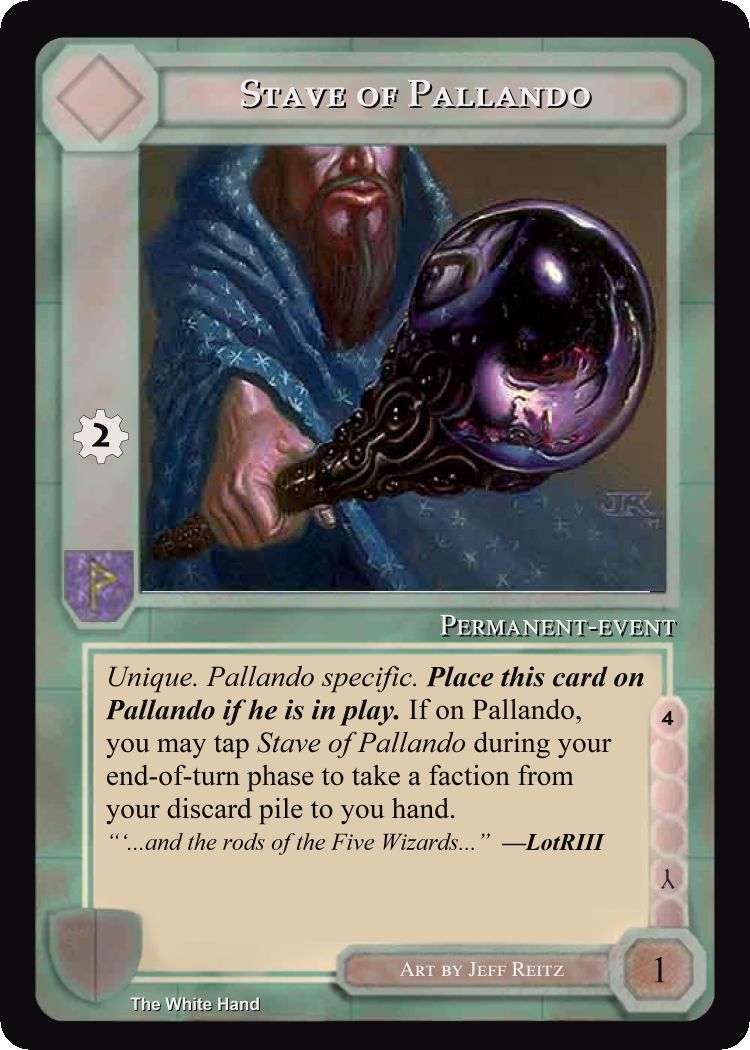 Stave of Pallando
2
JRK
Permanent-event
Unique. Pallando specific. Place this card on
Pallando if he is in play. If on Pallando,
you may tap Stave of Pallando during your
end-of-turn phase to take a faction from
your discard pile to you hand.
“‘...and the rods of the Five Wizards...” —LotRIII
4
Art by Jeff Reitz
1
The White Hand